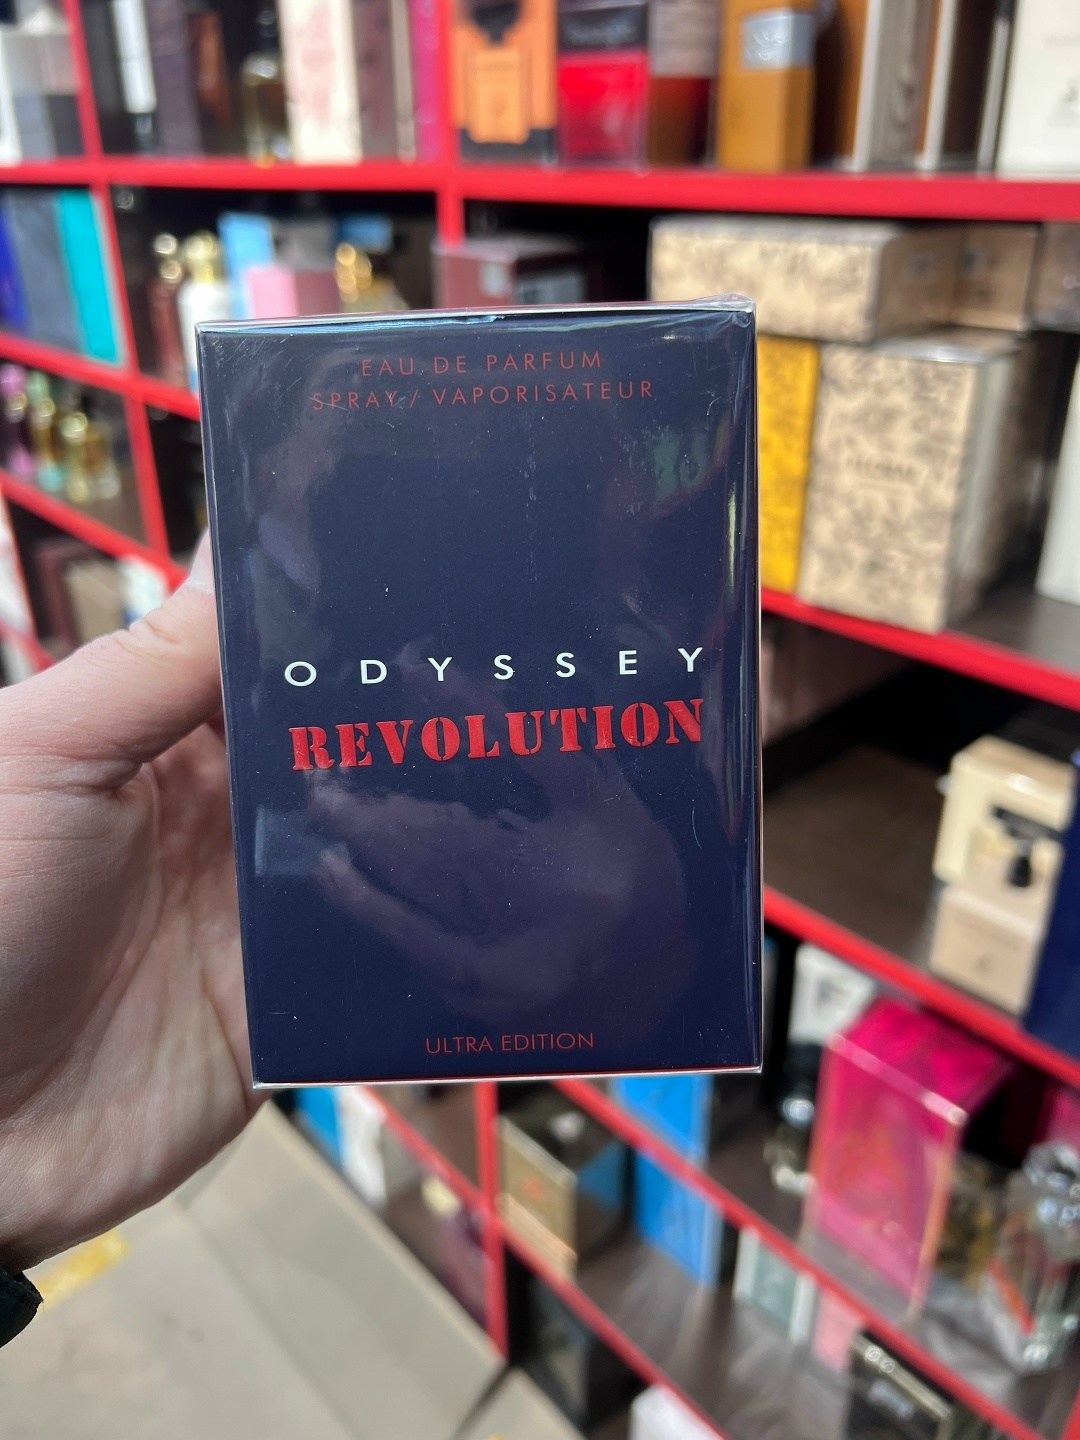 EAU DE PARFUM
SPRAY / VAPORISATEUR
ODYSSEY
REVOLUTION
ULTRA EDITION